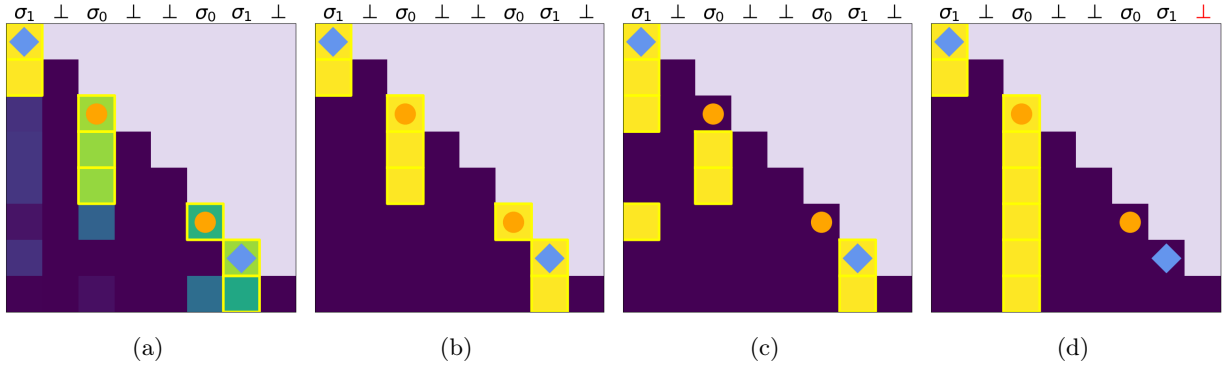 σ₁ ⊥ σ₀ ⊥ ⊥ σ₀ σ₁ ⊥
σ₁ ⊥ σ₀ ⊥ ⊥ σ₀ σ₁ ⊥
σ₁ ⊥ σ₀ ⊥ ⊥ σ₀ σ₁ ⊥
σ₁ ⊥ σ₀ ⊥ ⊥ σ₀ σ₁ ⊥
(a)
(b)
(c)
(d)